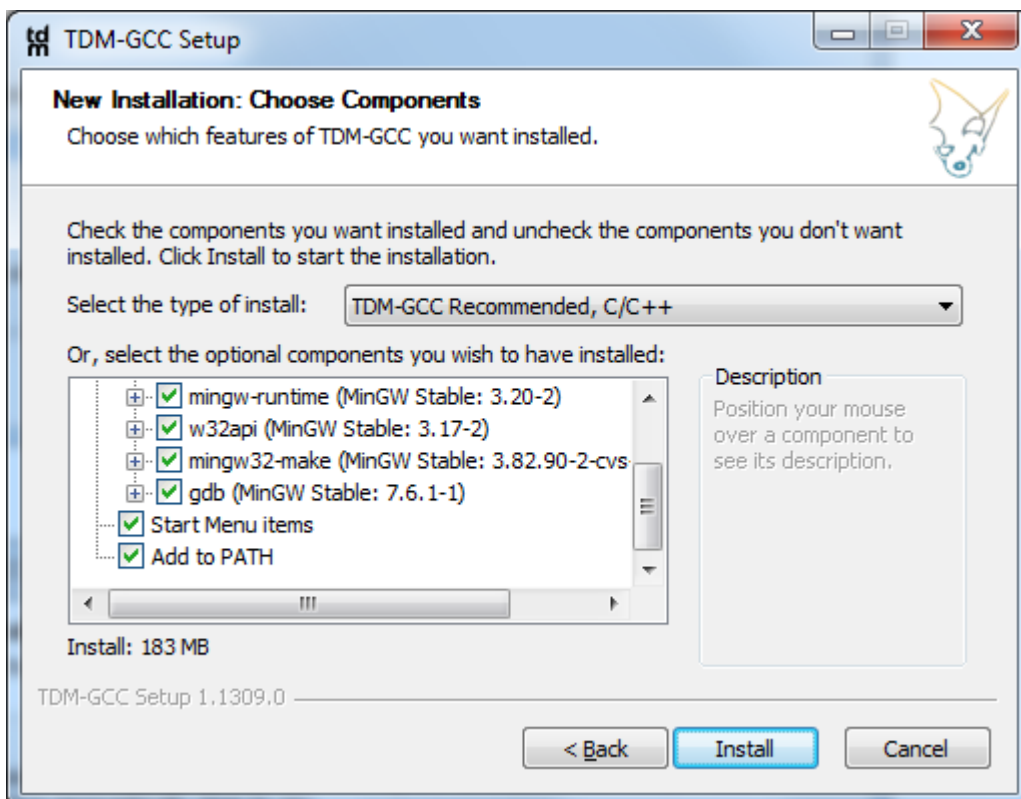 tdm TDM-GCC Setup
New Installation: Choose Components
Choose which features of TDM-GCC you want installed.
Check the components you want installed and uncheck the components you don't want
installed. Click Install to start the installation.
Select the type of install: TDM-GCC Recommended, C/C++
Or, select the optional components you wish to have installed:
mingw-runtime (MinGW Stable: 3.20-2)
w32api (MinGW Stable: 3.17-2)
mingw32-make (MinGW Stable: 3.82.90-2-cvs-
gdb (MinGW Stable: 7.6.1-1)
Start Menu items
Add to PATH
Description
Position your mouse
over a component to
see its description.
Install: 183 MB
TDM-GCC Setup 1.1309.0
< Back Install Cancel